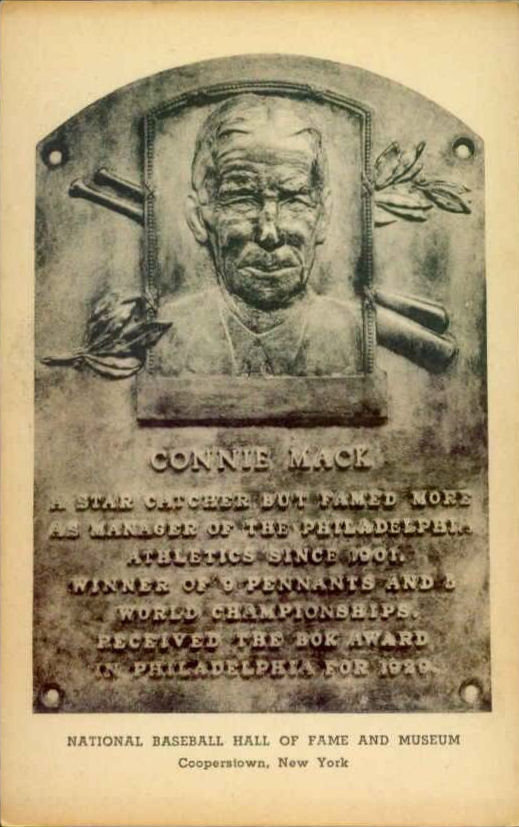 CONNIE MACK
A STAR CATCHER BUT FAMED MORE
AS MANAGER OF THE PHILADELPHIA
ATHLETICS SINCE 1901.
WINNER OF 9 PENNANTS AND 5
WORLD CHAMPIONSHIPS.
RECEIVED THE BOK AWARD
IN PHILADELPHIA FOR 1929.
NATIONAL BASEBALL HALL OF FAME AND MUSEUM
Cooperstown, New York